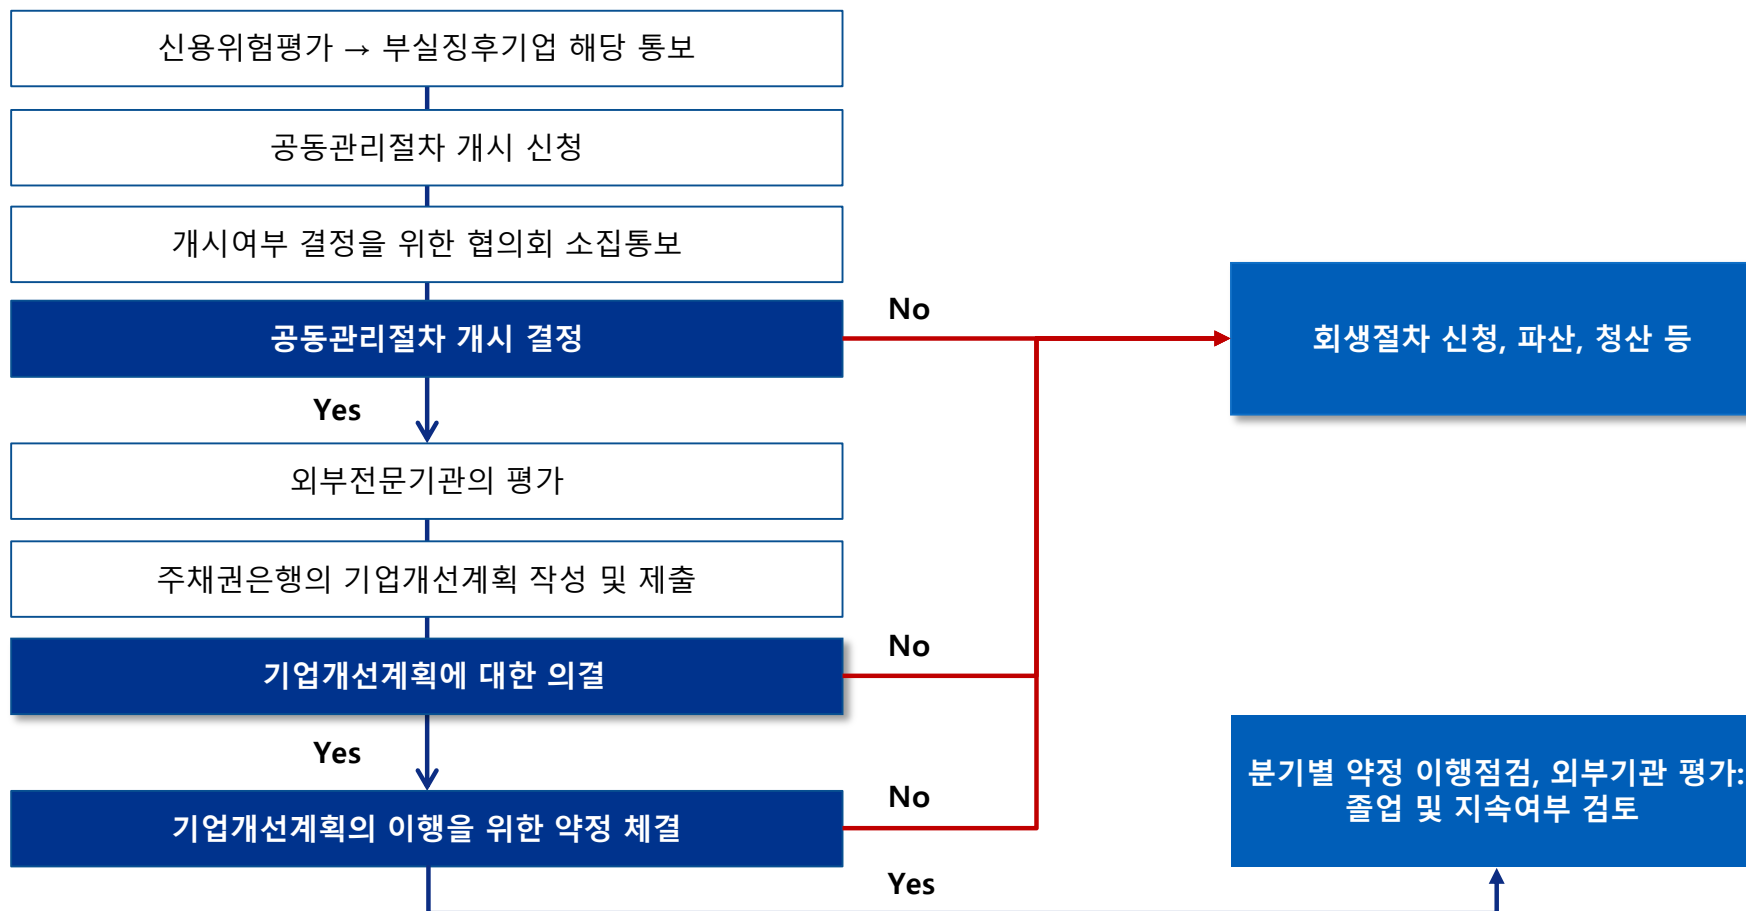 신용위험평가 → 부실징후기업 해당 통보
공동관리절차 개시 신청
개시여부 결정을 위한 협의회 소집통보
공동관리절차 개시 결정
No
회생절차 신청, 파산, 청산 등
Yes
외부전문기관의 평가
주채권은행의 기업개선계획 작성 및 제출
기업개선계획에 대한 의결
No
Yes
기업개선계획의 이행을 위한 약정 체결
No
분기별 약정 이행점검, 외부기관 평가:
졸업 및 지속여부 검토
Yes